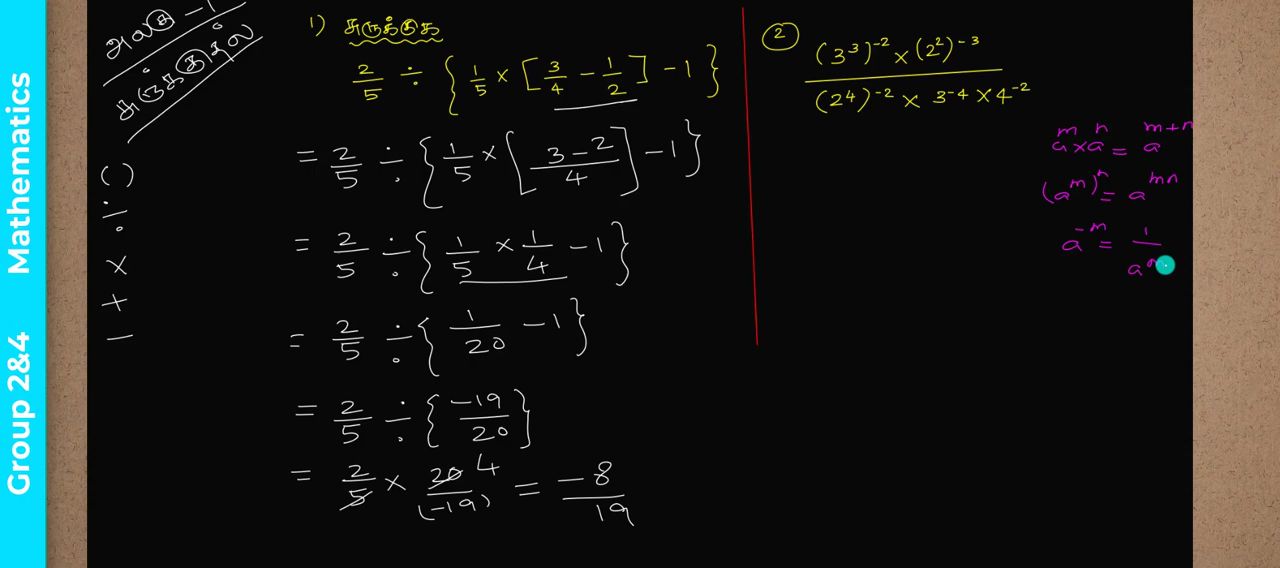 Group 2&4 Mathematics
அலகு -1
சுருக்குதல்
( )
÷
×
+
−
1) சுருக்குக
2/5 ÷ { 1/5 × [ 3/4 − 1/2 ] − 1 }
= 2/5 ÷ { 1/5 × [ 3−2/4 ] − 1 }
= 2/5 ÷ { 1/5 × 1/4 − 1 }
= 2/5 ÷ { 1/20 − 1 }
= 2/5 ÷ { −19/20 }
= 2/5 × 20 4/(−19) = −8/19
2 (3³)⁻² × (2²)⁻³ / (2⁴)⁻² × 3⁻⁴ × 4⁻²
aᵐ × aⁿ = aᵐ⁺ⁿ
(aᵐ)ⁿ = aᵐⁿ
a⁻ᵐ = 1/aᵐ